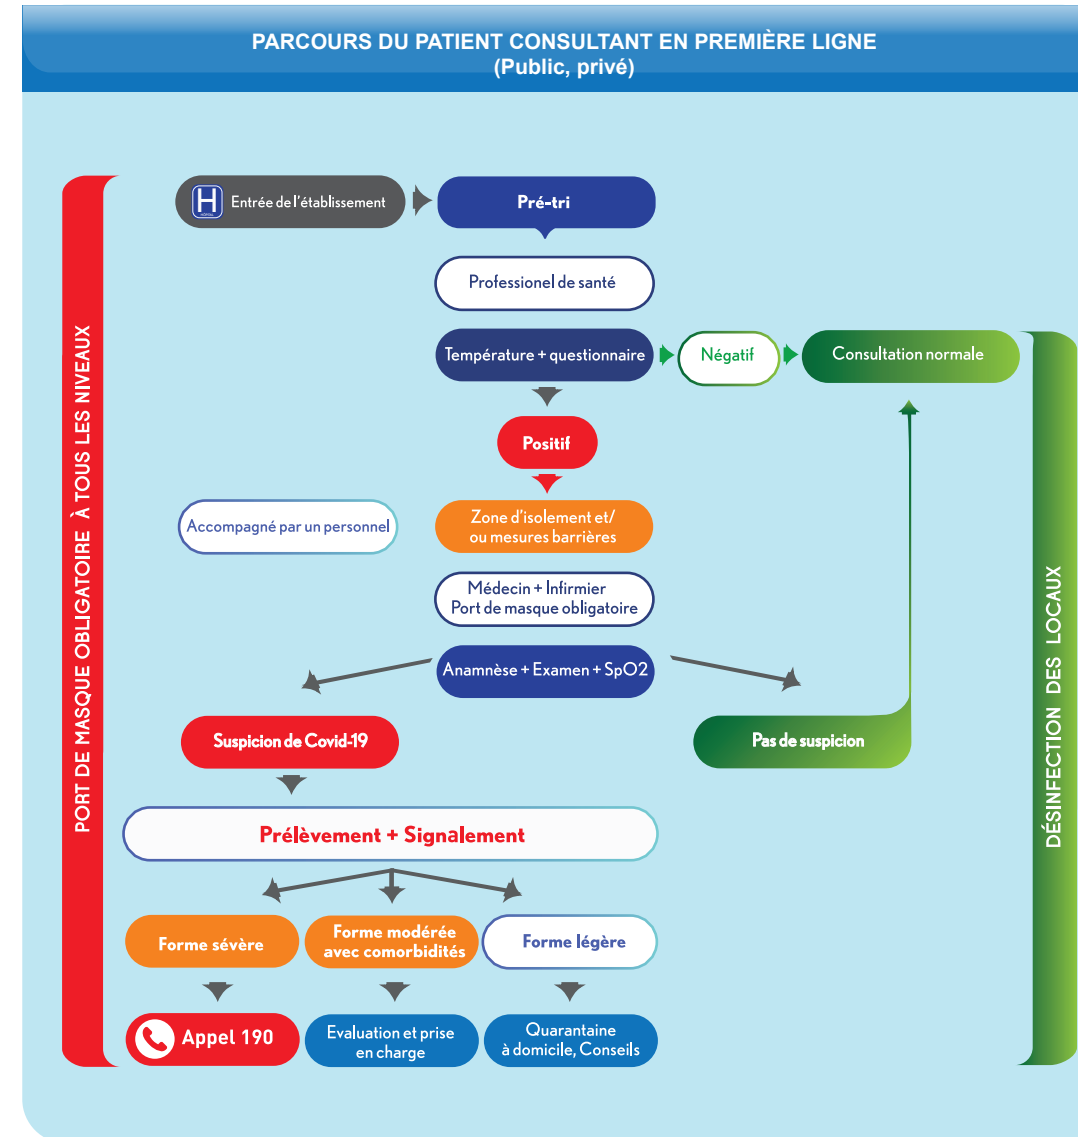 PARCOURS DU PATIENT CONSULTANT EN PREMIÈRE LIGNE
(Public, privé)
PORT DE MASQUE OBLIGATOIRE À TOUS LES NIVEAUX
H
Entrée de l'établissement
Pré-tri
Professionel de santé
Température + questionnaire
Négatif
Consultation normale
Positif
Accompagné par un personnel
Zone d'isolement et/
ou mesures barrières
Médecin + Infirmier
Port de masque obligatoire
Anamnèse + Examen + SpO2
Suspicion de Covid-19
Pas de suspicion
Prélèvement + Signalement
Forme sévère
Forme modérée
avec comorbidités
Forme légère
Appel 190
Evaluation et prise
en charge
Quarantaine
à domicile, Conseils
DÉSINFECTION DES LOCAUX